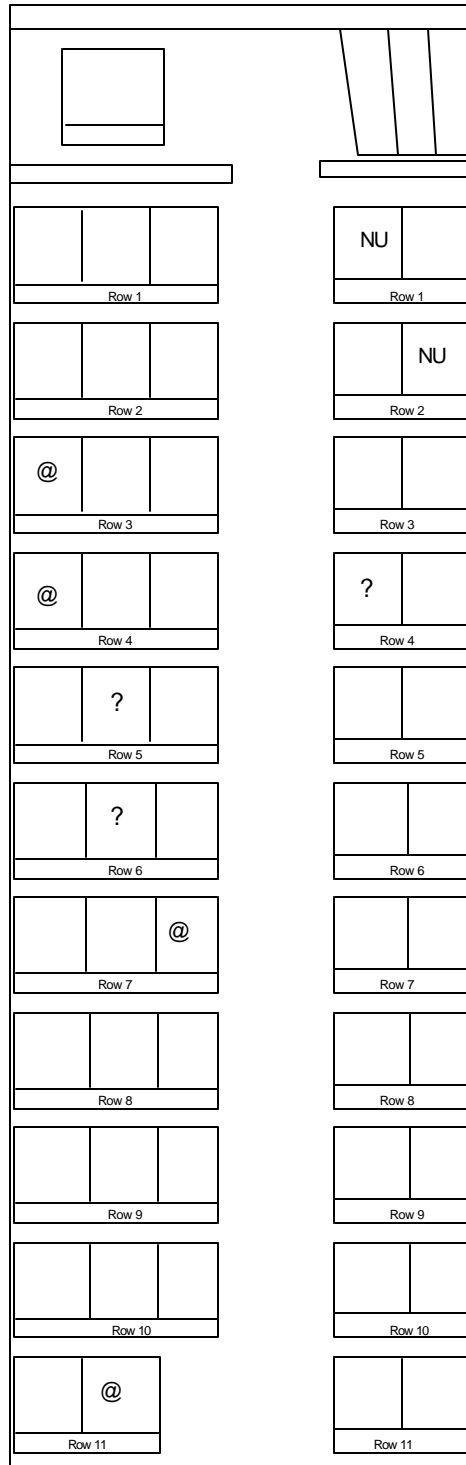 NU
Row 1 Row 1
NU
Row 2 Row 2
@
Row 3 Row 3
@ ?
Row 4 Row 4
?
Row 5 Row 5
?
Row 6 Row 6
@
Row 7 Row 7
Row 8 Row 8
Row 9 Row 9
Row 10 Row 10
@
Row 11 Row 11